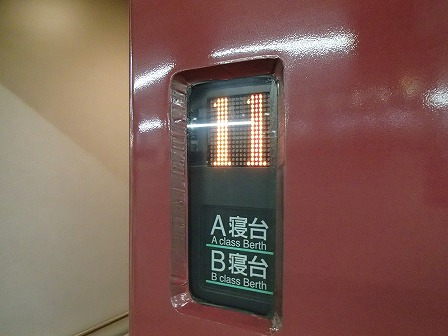 11
A寝台
A class Berth
B寝台
B class Berth